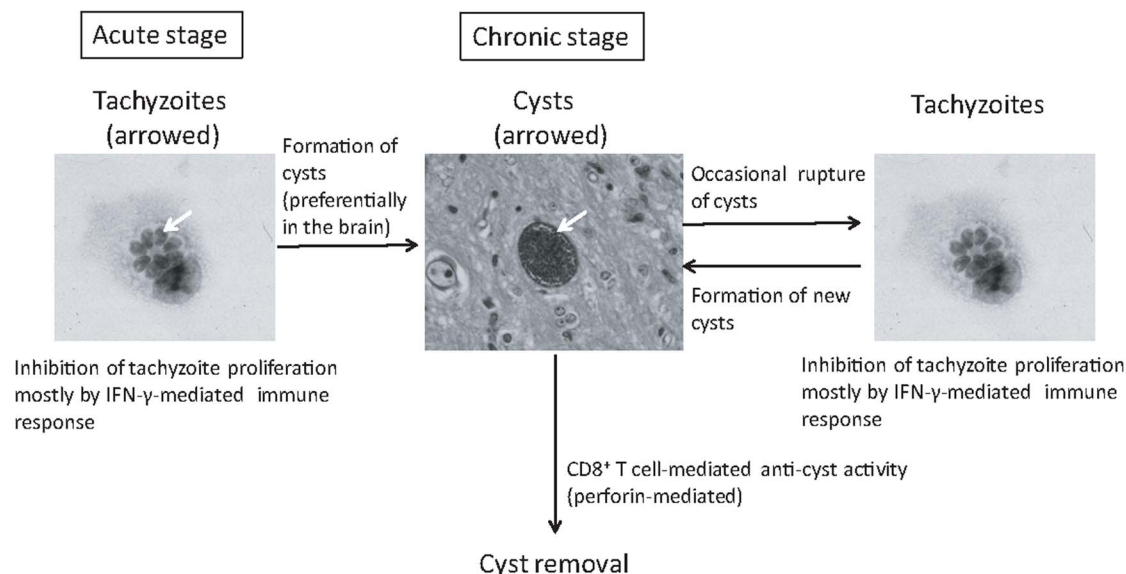 Acute stage
Chronic stage
Tachyzoites
(arrowed)
Formation of
cysts
(preferentially
in the brain)
Cysts
(arrowed)
Occasional rupture
of cysts
Formation of new
cysts
Tachyzoites
Inhibition of tachyzoite proliferation
mostly by IFN-γ-mediated immune
response
Inhibition of tachyzoite proliferation
mostly by IFN-γ-mediated immune
response
CD8⁺ T cell-mediated anti-cyst activity
(perforin-mediated)
Cyst removal